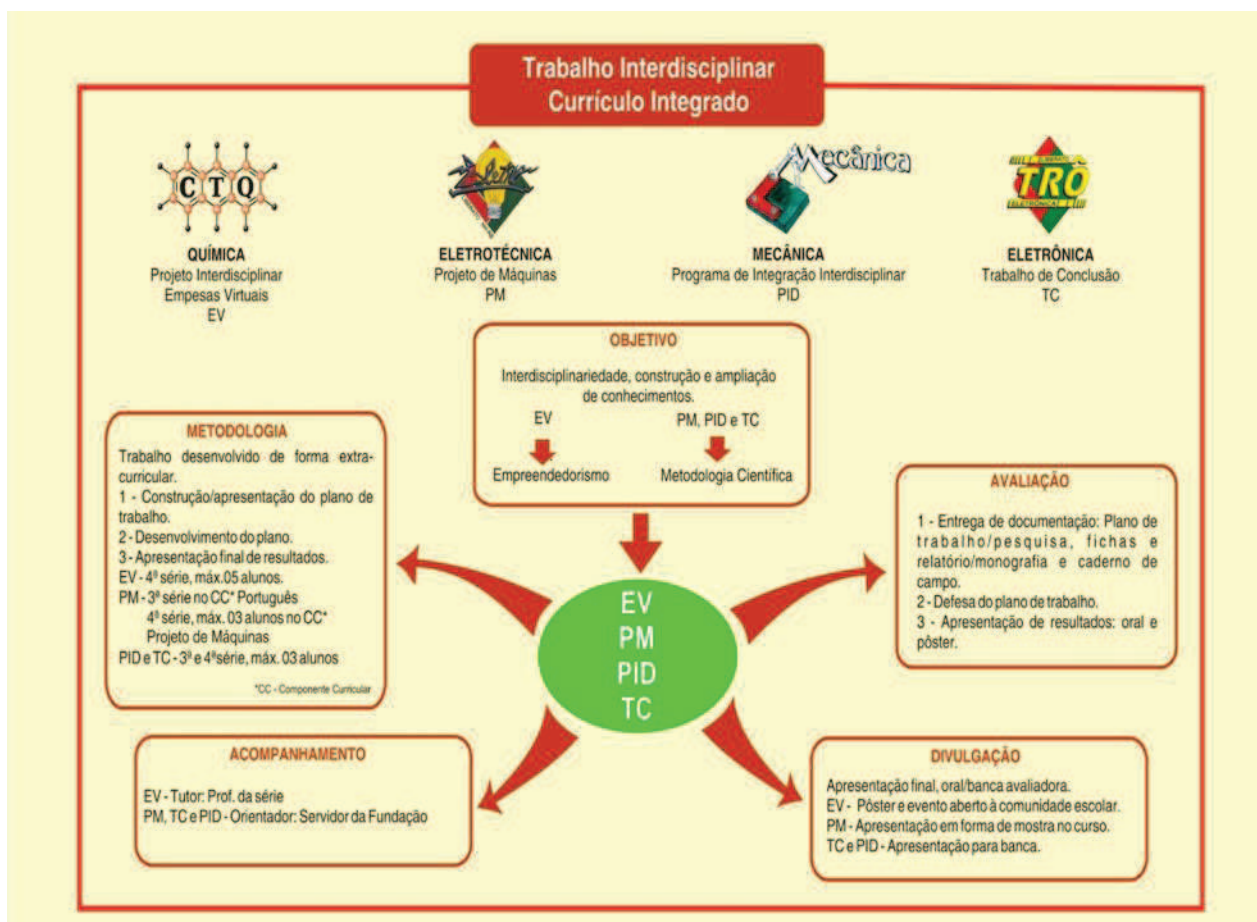 Trabalho Interdisciplinar
Currículo Integrado
CTQ
Eletro
Mecânica
TRÔ
ELETRÔNICA
QUÍMICA
Projeto Interdisciplinar
Empesas Virtuais
EV
ELETROTÉCNICA
Projeto de Máquinas
PM
MECÂNICA
Programa de Integração Interdisciplinar
PID
ELETRÔNICA
Trabalho de Conclusão
TC
OBJETIVO
Interdisciplinariedade, construção e ampliação
de conhecimentos.
EV
PM, PID e TC
Empreendedorismo
Metodologia Científica
METODOLOGIA
Trabalho desenvolvido de forma extra-
curricular.
1 - Construção/apresentação do plano de
trabalho.
2 - Desenvolvimento do plano.
3 - Apresentação final de resultados.
EV - 4ª série, máx.05 alunos.
PM - 3ª série no CC* Português
4ª série, máx. 03 alunos no CC*
Projeto de Máquinas
PID e TC - 3ª e 4ªsérie, máx. 03 alunos
*CC - Componente Curricular
AVALIAÇÃO
1 - Entrega de documentação: Plano de
trabalho/pesquisa, fichas e
relatório/monografia e caderno de
campo.
2 - Defesa do plano de trabalho.
3 - Apresentação de resultados: oral e
pôster.
EV
PM
PID
TC
ACOMPANHAMENTO
EV - Tutor: Prof. da série
PM, TC e PID - Orientador: Servidor da Fundação
DIVULGAÇÃO
Apresentação final, oral/banca avaliadora.
EV - Pôster e evento aberto à comunidade escolar.
PM - Apresentação em forma de mostra no curso.
TC e PID - Apresentação para banca.